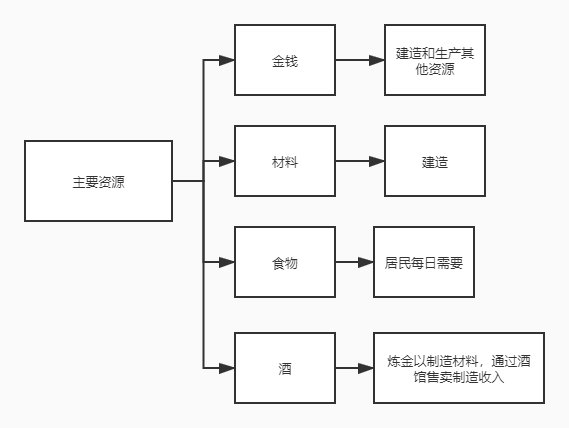 主要资源
金钱
建造和生产其
他资源
材料
建造
食物
居民每日需要
酒
炼金以制造材料，通过酒
馆售卖制造收入